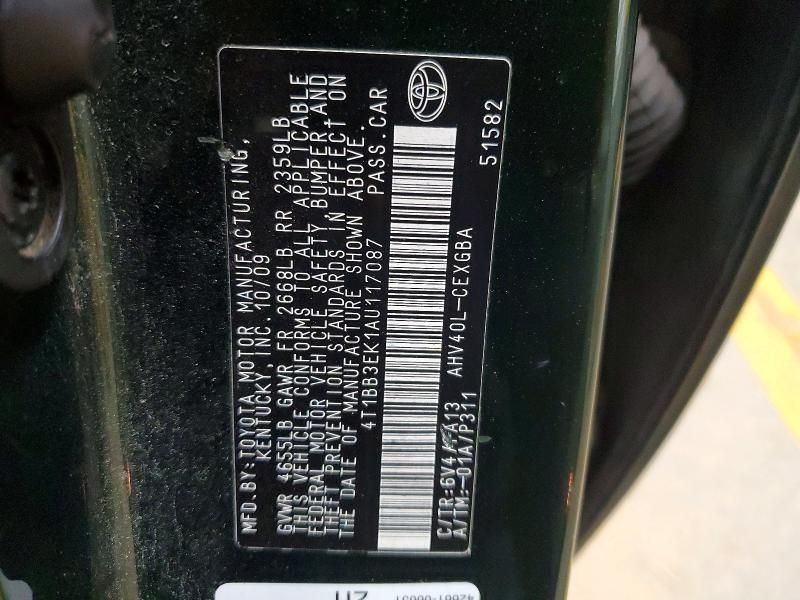 MFD.BY:TOYOTA MOTOR MANUFACTURING,
KENTUCKY, INC. 10/09
GVWR 4655LB GAWR FR 2668LB RR 2359LB
THIS VEHICLE CONFORMS TO ALL APPLICABLE
FEDERAL MOTOR VEHICLE SAFETY, BUMPER AND
THEFT PREVENTION STANDARDS IN EFFECT ON
THE DATE OF MANUFACTURE SHOWN ABOVE.
4T1BB3EK1AU117087 PASS.CAR
C/TR:6V4/FA13 AHV40L-CEXGBA
A/TM:-01A/P311 51582